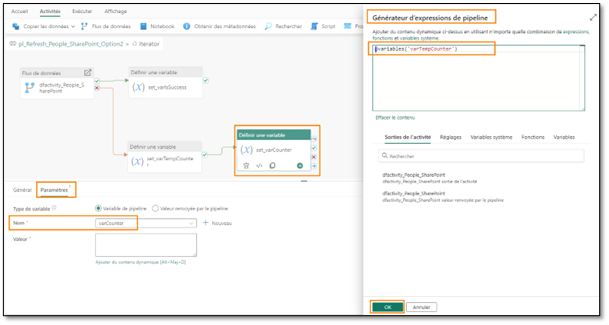 Accueil Activités Exécuter Affichage
Copier les données Flux de données Notebook Obtenir des métadonnées Rechercher Script
pl_Refresh_People_SharePoint_Option2 > Iterator
Flux de données
dfactivity_People_S
harePoint
Définir une variable
(X) set_varIsSuccess
Définir une variable
(X) set_varTempCounte
r
Définir une variable
(X) set_varCounter
Général Paramètres
Type de variable Variable de pipeline Valeur renvoyée par le pipeline
Nom * varCounter + Nouveau
Valeur *
Ajouter du contenu dynamique [Alt+Maj+D]
Générateur d'expressions de pipeline
Ajouter du contenu dynamique ci-dessous en utilisant n'importe quelle combinaison de expressions,
fonctions et variables système.
@variables('varTempCounter')
Effacer le contenu
Sorties de l'activité Réglages Variables système Fonctions Variables
Rechercher
dfactivity_People_SharePoint
dfactivity_People_SharePoint sortie de l'activité
dfactivity_People_SharePoint
dfactivity_People_SharePoint valeur renvoyée par le pipeline
OK Annuler